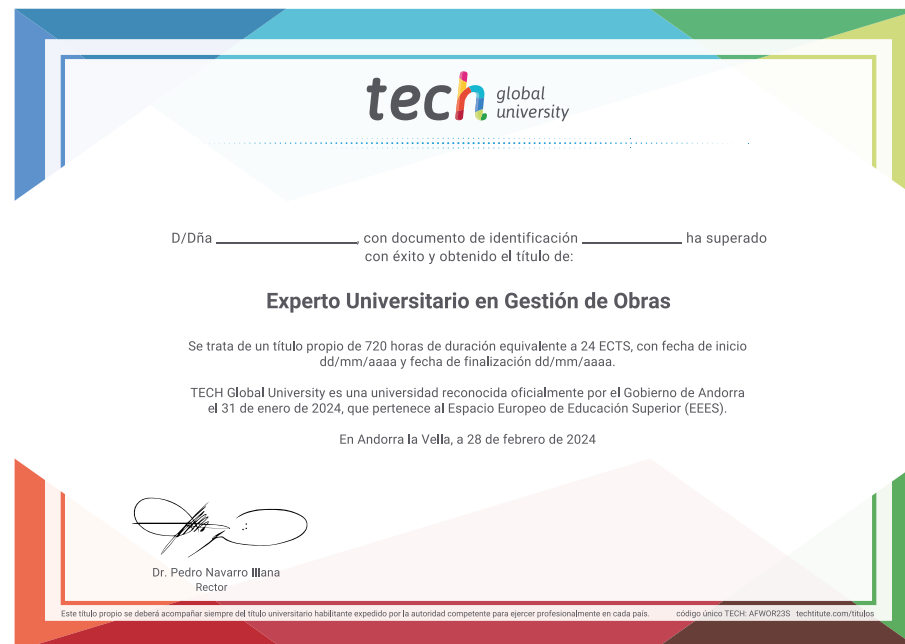 tech global university
D/Dña ________________, con documento de identificación ____________ ha superado
con éxito y obtenido el título de:
Experto Universitario en Gestión de Obras
Se trata de un título propio de 720 horas de duración equivalente a 24 ECTS, con fecha de inicio
dd/mm/aaaa y fecha de finalización dd/mm/aaaa.
TECH Global University es una universidad reconocida oficialmente por el Gobierno de Andorra
el 31 de enero de 2024, que pertenece al Espacio Europeo de Educación Superior (EEES).
En Andorra la Vella, a 28 de febrero de 2024
Dr. Pedro Navarro Illana
Rector
Este título propio se deberá acompañar siempre del título universitario habilitante expedido por la autoridad competente para ejercer profesionalmente en cada país. código único TECH: AFWOR23S techtitute.com/titulos